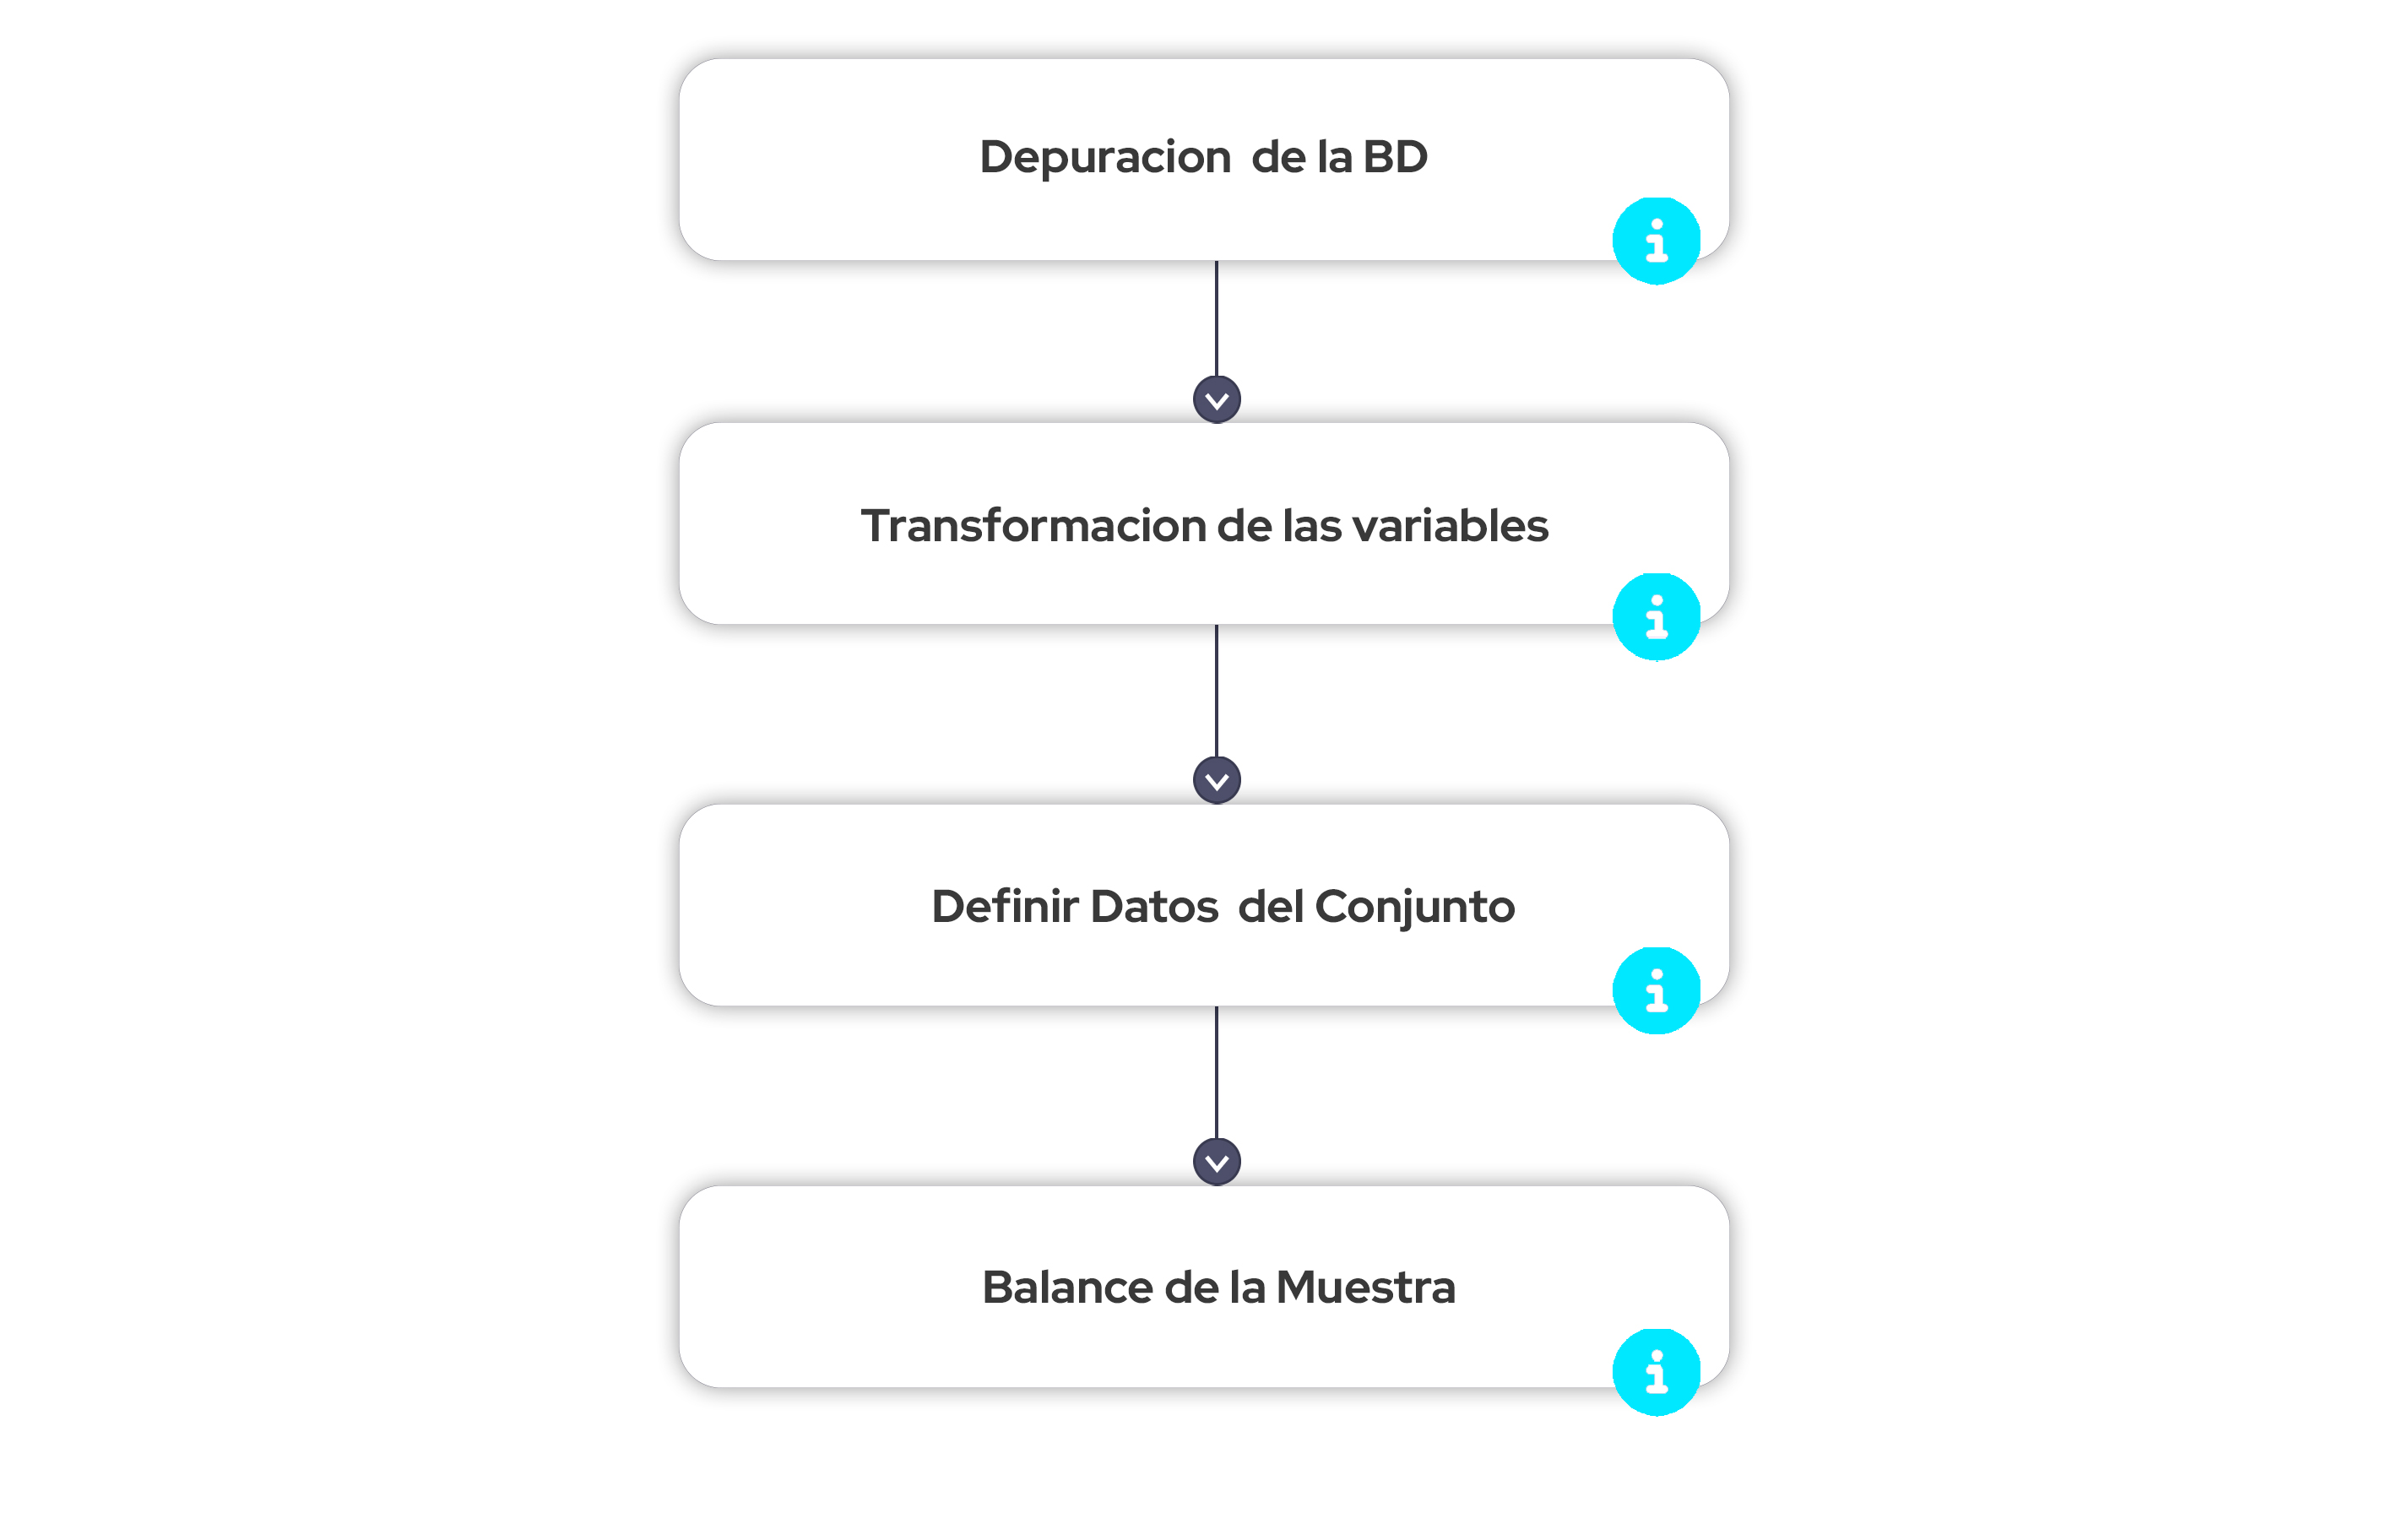 Depuracion  de la BD
Transformacion de las variables
Definir Datos  del Conjunto
Balance de la Muestra